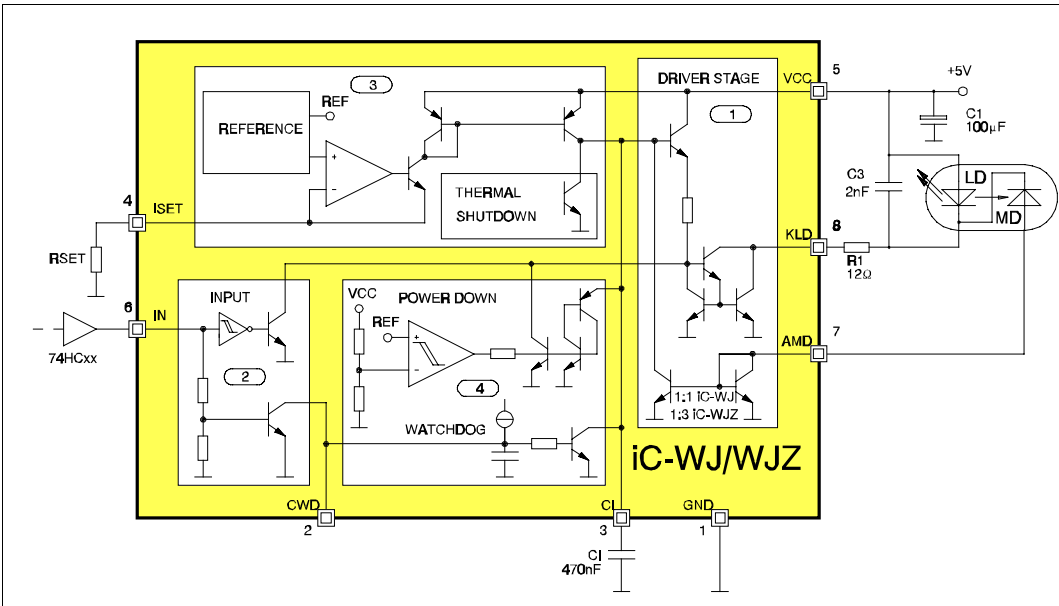 3
DRIVER STAGE
VCC
5
+5V
REF
REFERENCE
+
-
1
C1
100µF
THERMAL
SHUTDOWN
C3
2nF
LD
MD
4
ISET
RSET
KLD
8
R1
12Ω
6
IN
INPUT
VCC
POWER DOWN
REF
+
-
AMD
7
74HCxx
2
4
1:1 iC-WJ
1:3 iC-WJZ
WATCHDOG
iC-WJ/WJZ
CWD
2
CI
3
GND
1
CI
470nF